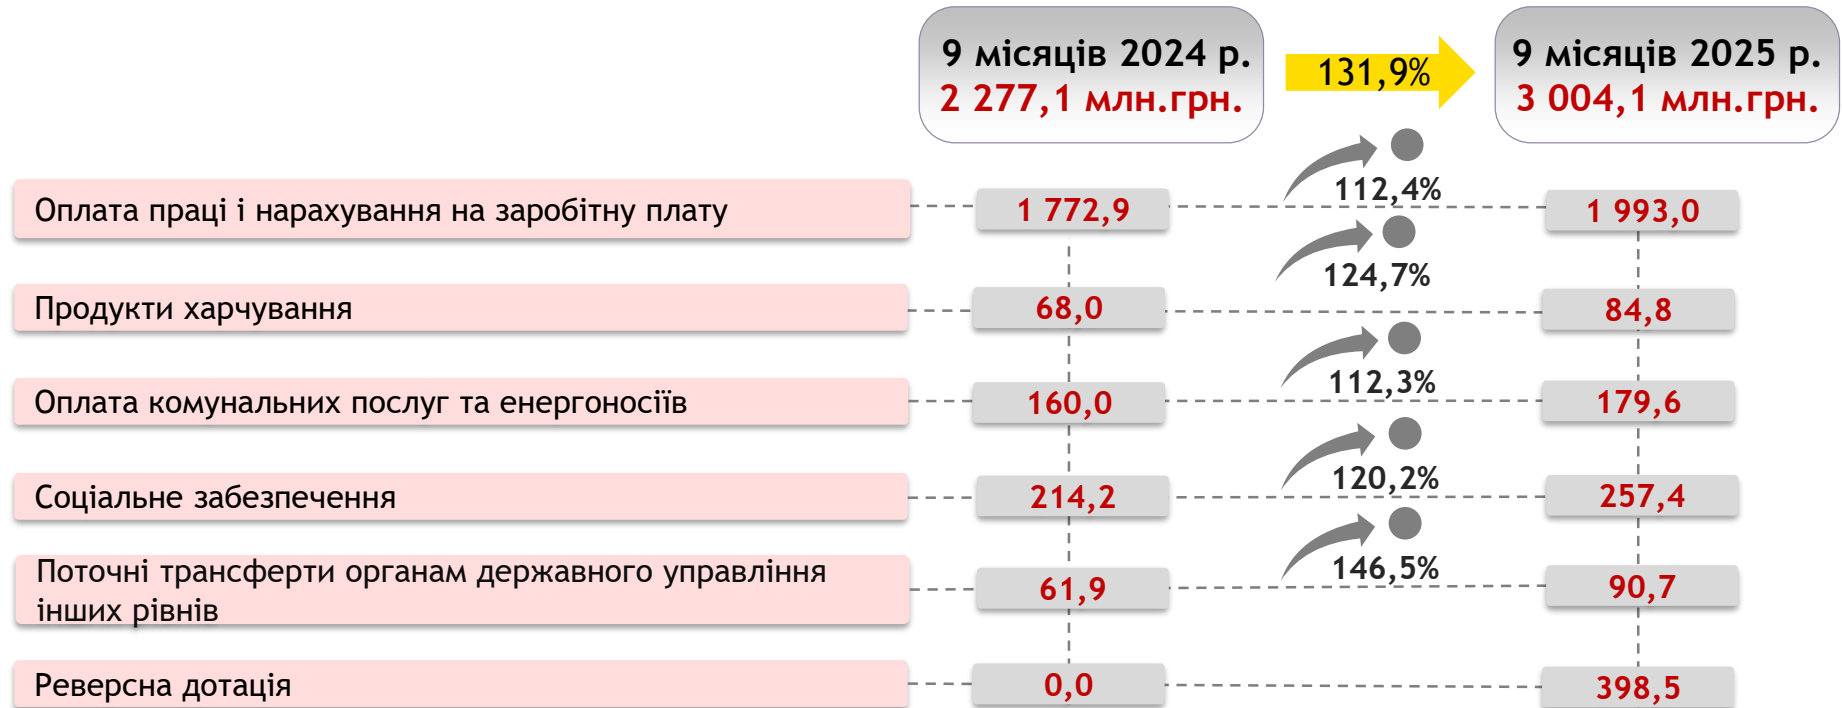 9 місяців 2024 р.
2 277,1 млн.грн.
131,9%
9 місяців 2025 р.
3 004,1 млн.грн.
Оплата праці і нарахування на заробітну плату
1 772,9
112,4%
1 993,0
Продукти харчування
68,0
124,7%
84,8
Оплата комунальних послуг та енергоносіїв
160,0
112,3%
179,6
Соціальне забезпечення
214,2
120,2%
257,4
Поточні трансферти органам державного управління
інших рівнів
61,9
146,5%
90,7
Реверсна дотація
0,0
398,5